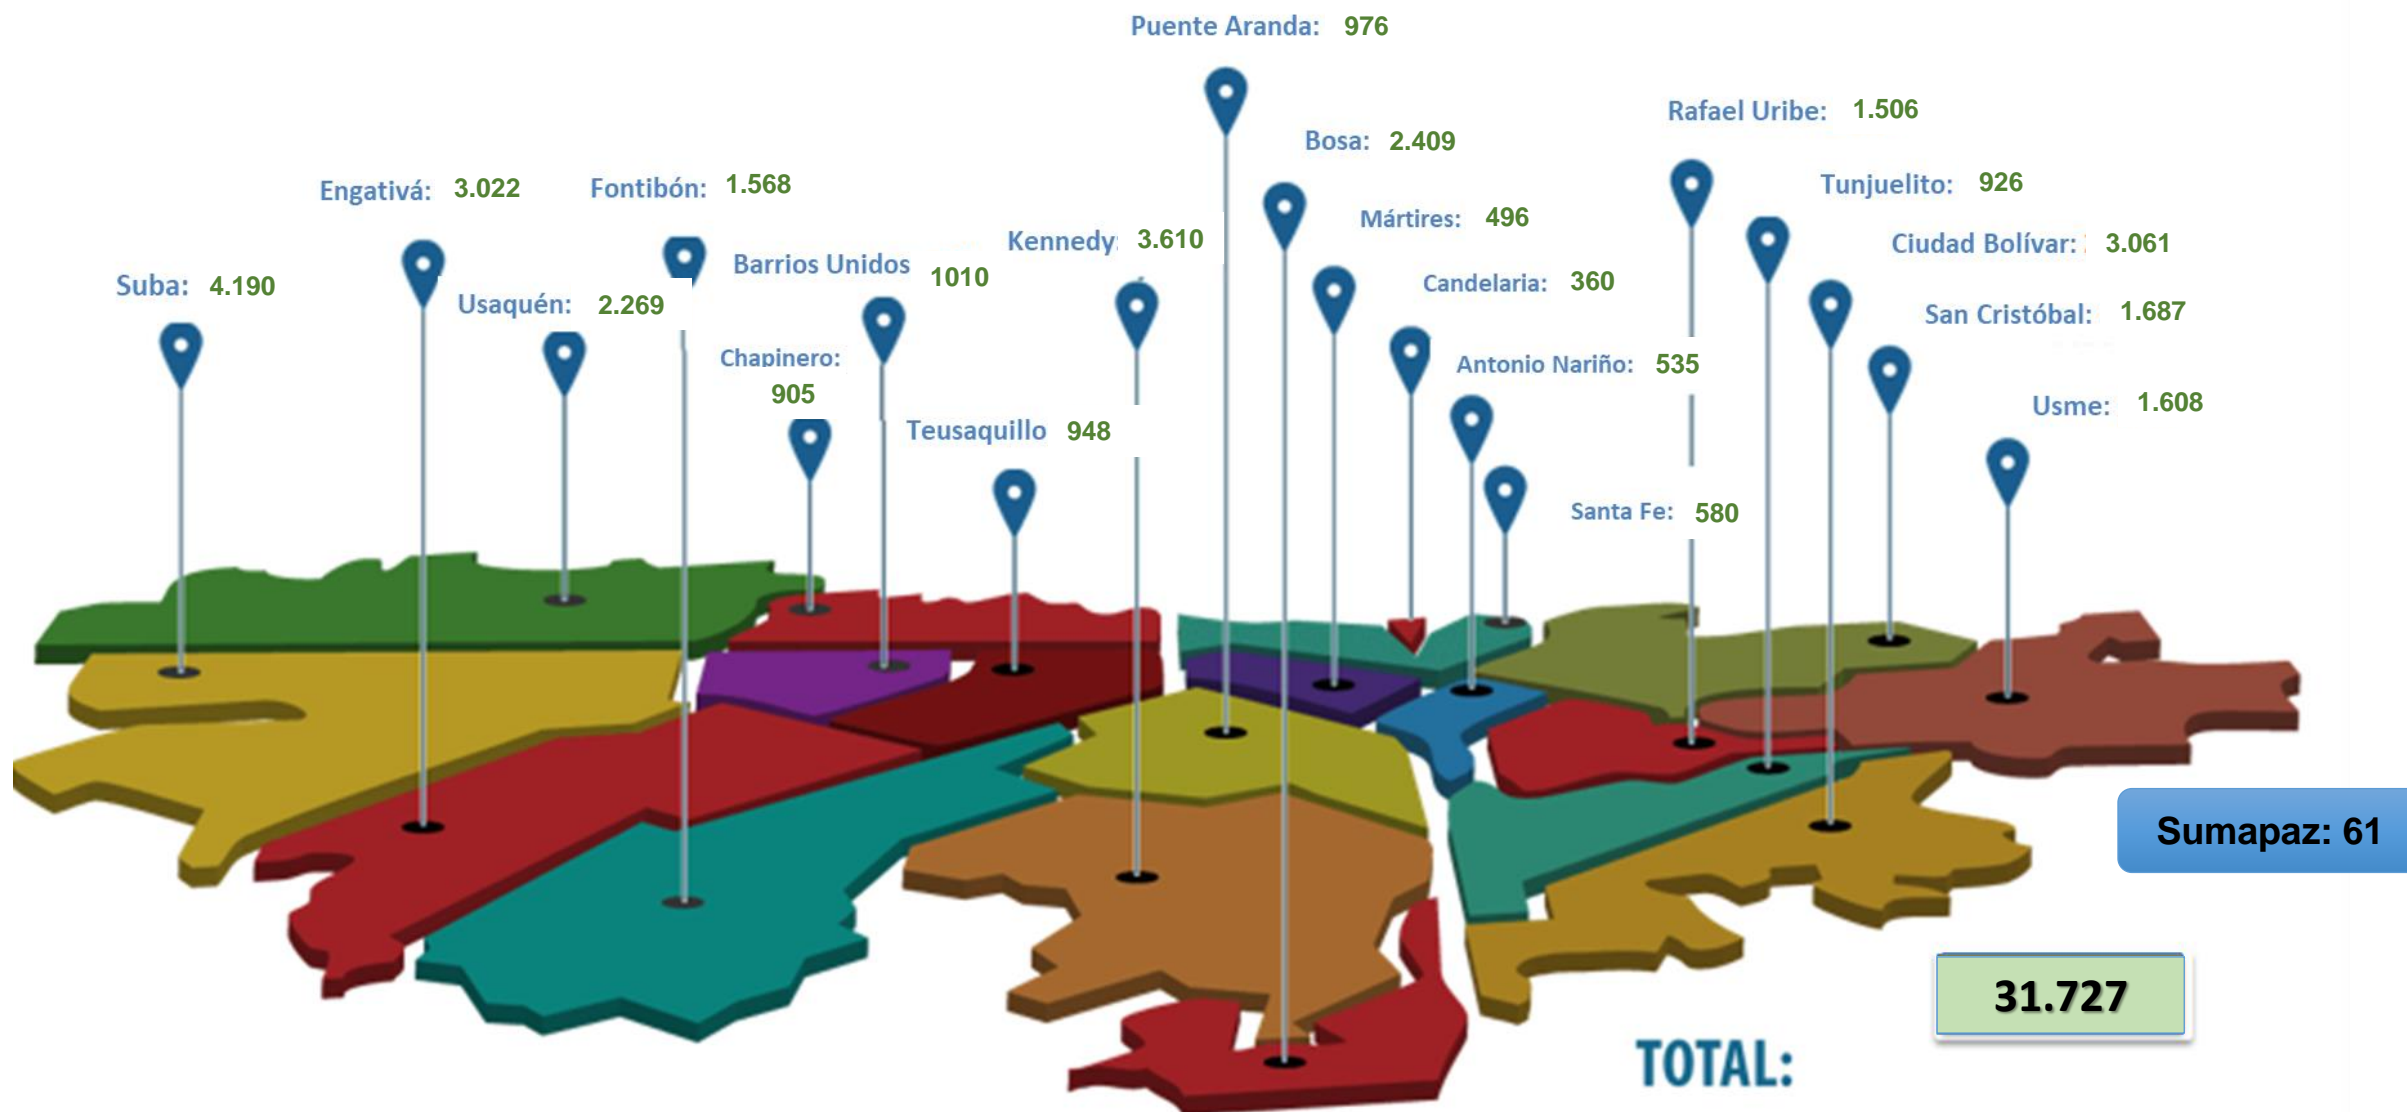 Puente Aranda: 976
Rafael Uribe: 1.506
Bosa: 2.409
Engativá: 3.022
Fontibón: 1.568
Tunjuelito: 926
Mártires: 496
Kennedy: 3.610
Ciudad Bolívar: 3.061
Barrios Unidos 1010
Suba: 4.190
Usaquén: 2.269
Candelaria: 360
San Cristóbal: 1.687
Chapinero:
905
Antonio Nariño: 535
Usme: 1.608
Teusaquillo 948
Santa Fe: 580
Sumapaz: 61
31.727
TOTAL: